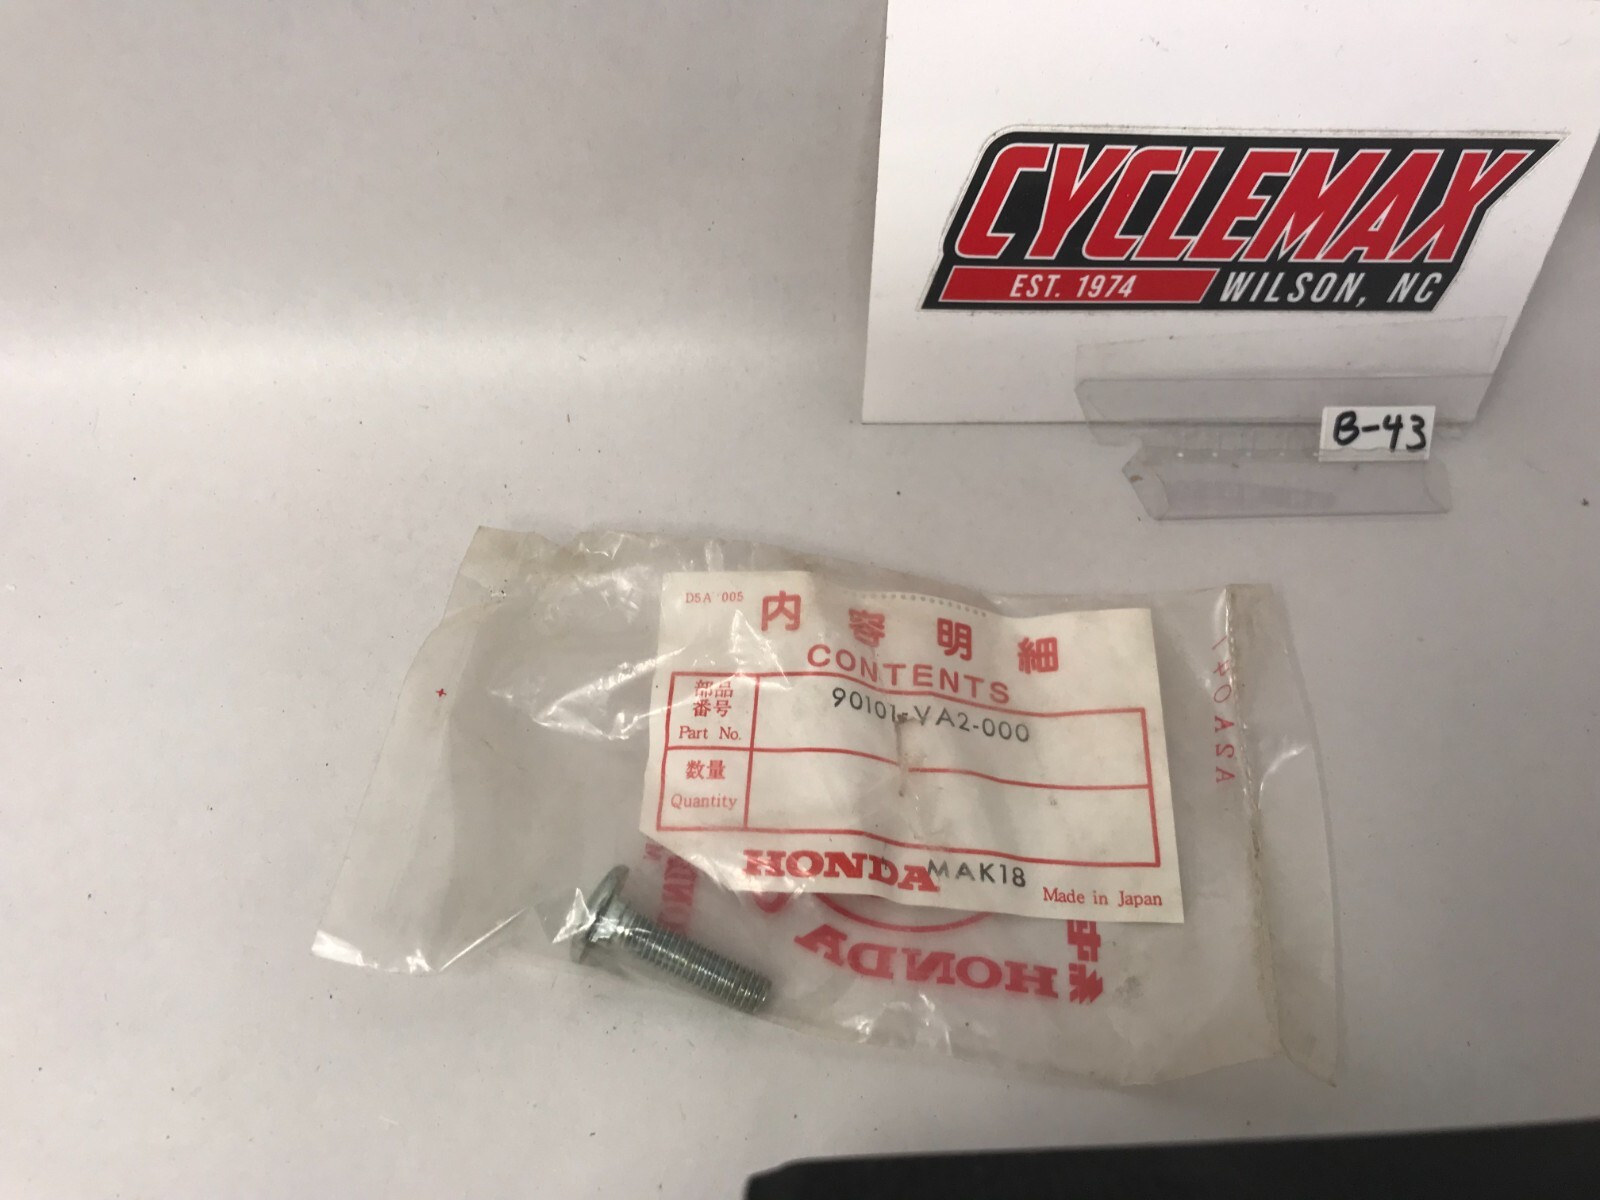 CYCLEMAX
EST. 1974 WILSON, NC
B-43
D5A 005
内容明細
CONTENTS
部品
番号
Part No.
90101-VA2-000
数量
Quantity
HONDA MAK18
Made in Japan
HONDA
140A2A